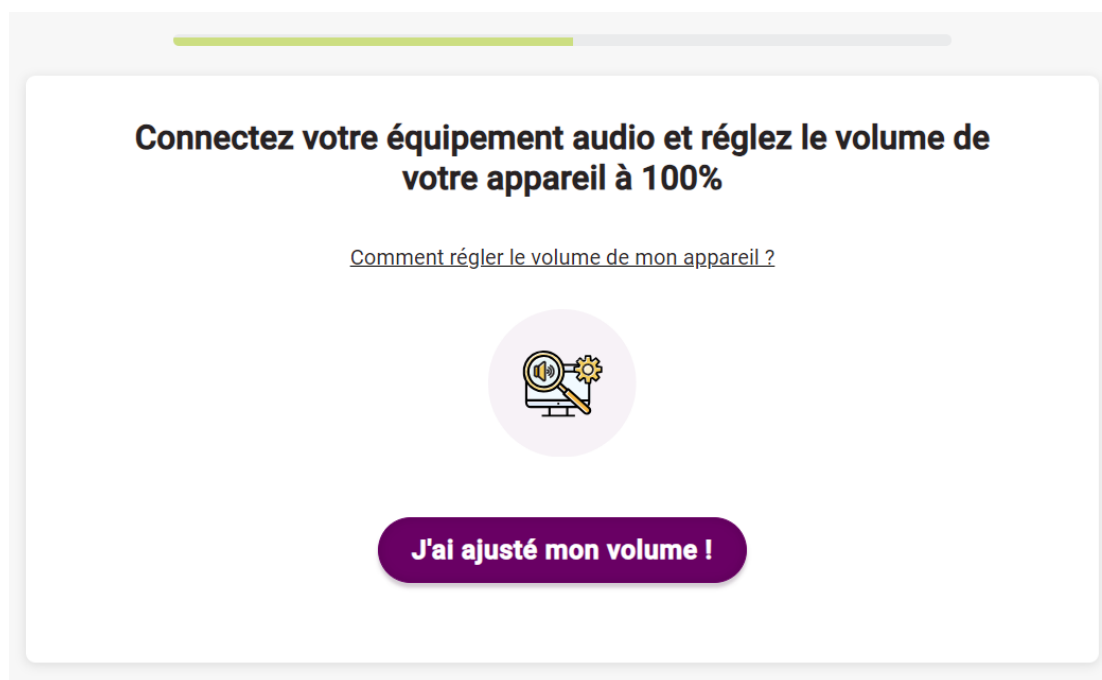 Connectez votre équipement audio et réglez le volume de
votre appareil à 100%
Comment régler le volume de mon appareil ?
J'ai ajusté mon volume !